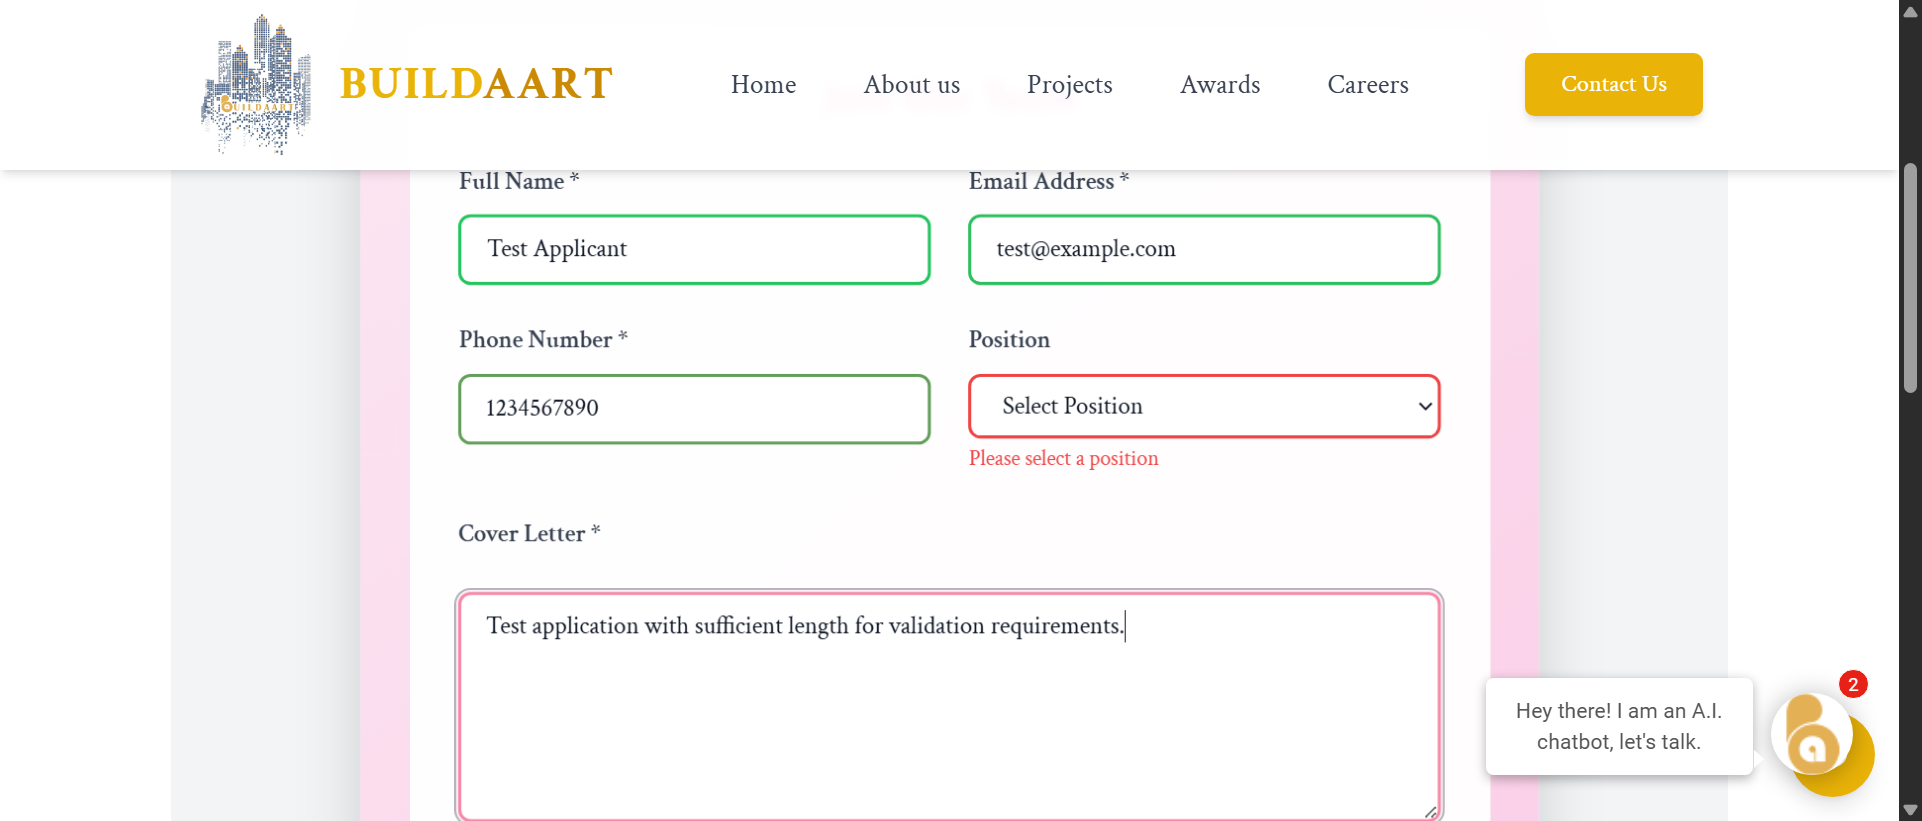 BUILDAART
BUILDAART
Home
About us
Projects
Awards
Careers
Contact Us
Full Name *
Email Address *
Test Applicant
test@example.com
Phone Number *
Position
1234567890
Select Position
Please select a position
Cover Letter *
Test application with sufficient length for validation requirements.
2
Hey there! I am an A.I.
chatbot, let's talk.